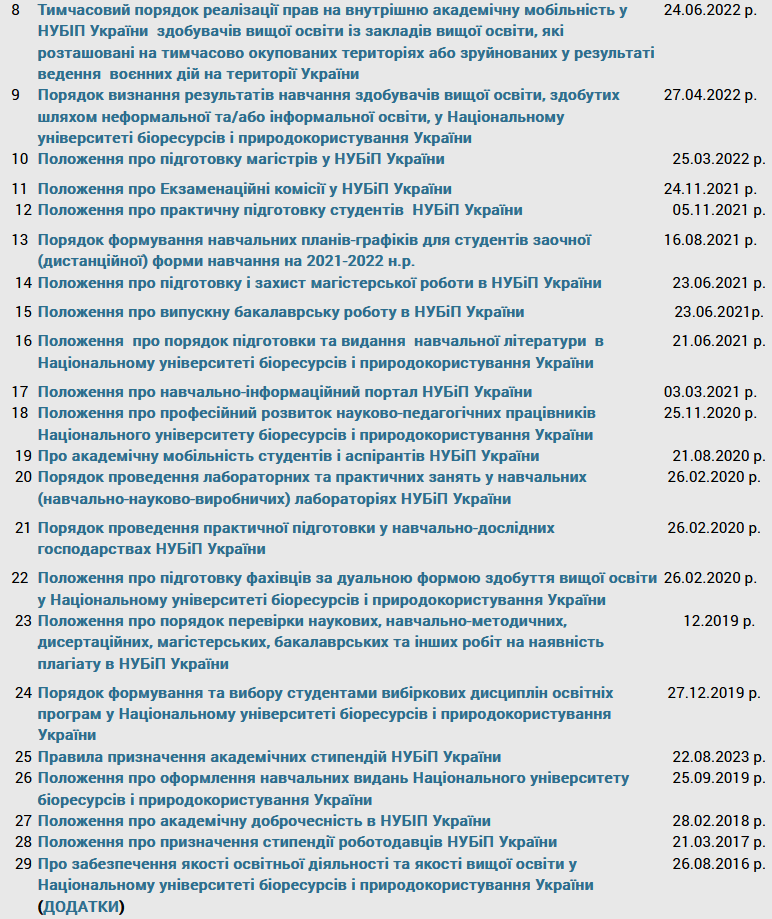 8 Тимчасовий порядок реалізації прав на внутрішню академічну мобільність у 24.06.2022 р.
НУБІП України здобувачів вищої освіти із закладів вищої освіти, які
розташовані на тимчасово окупованих територіях або зруйнованих у результаті
ведення воєнних дій на території України
9 Порядок визнання результатів навчання здобувачів вищої освіти, здобутих 27.04.2022 р.
шляхом неформальної та/або інформальної освіти, у Національному
університеті біоресурсів і природокористування України
10 Положення про підготовку магістрів у НУБіП України 25.03.2022 р.
11 Положення про Екзаменаційні комісії у НУБіП України 24.11.2021 р.
12 Положення про практичну підготовку студентів НУБіП України 05.11.2021 р.
13 Порядок формування навчальних планів-графіків для студентів заочної 16.08.2021 р.
(дистанційної) форми навчання на 2021-2022 н.р.
14 Положення про підготовку і захист магістерської роботи в НУБіП України 23.06.2021 р.
15 Положення про випускну бакалаврську роботу в НУБіП України 23.06.2021р.
16 Положення про порядок підготовки та видання навчальної літератури в 21.06.2021 р.
Національному університеті біоресурсів і природокористування України
17 Положення про навчально-інформаційний портал НУБіП України 03.03.2021 р.
18 Положення про професійний розвиток науково-педагогічних працівників 25.11.2020 р.
Національного університету біоресурсів і природокористування України
19 Про академічну мобільність студентів і аспірантів НУБіП України 21.08.2020 р.
20 Порядок проведення лабораторних та практичних занять у навчальних 26.02.2020 р.
(навчально-науково-виробничих) лабораторіях НУБіП України
21 Порядок проведення практичної підготовки у навчально-дослідних 26.02.2020 р.
господарствах НУБіП України
22 Положення про підготовку фахівців за дуальною формою здобуття вищої освіти 26.02.2020 р.
у Національному університеті біоресурсів і природокористування України
23 Положення про порядок перевірки наукових, навчально-методичних, 12.2019 р.
дисертаційних, магістерських, бакалаврських та інших робіт на наявність
плагіату в НУБіП України
24 Порядок формування та вибору студентами вибіркових дисциплін освітніх 27.12.2019 р.
програм у Національному університеті біоресурсів і природокористування
України
25 Правила призначення академічних стипендій НУБіП України 22.08.2023 р.
26 Положення про оформлення навчальних видань Національного університету 25.09.2019 р.
біоресурсів і природокористування України
27 Положення про академічну доброчесність в НУБІП України 28.02.2018 р.
28 Положення про призначення стипендії роботодавців НУБіП України 21.03.2017 р.
29 Про забезпечення якості освітньої діяльності та якості вищої освіти у 26.08.2016 р.
Національному університеті біоресурсів і природокористування України
(ДОДАТКИ)